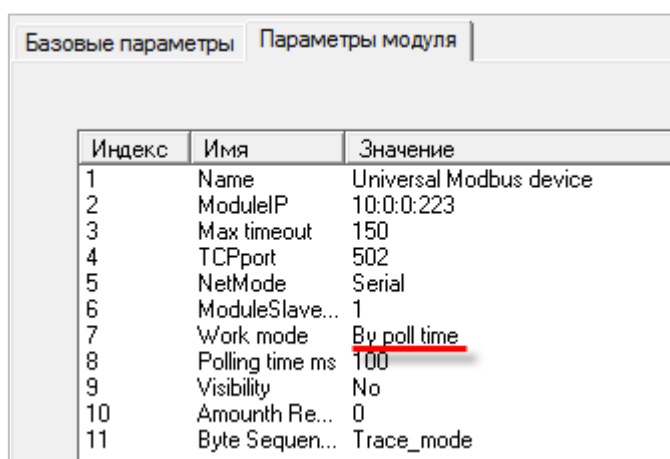 Базовые параметры Параметры модуля
Индекс Имя Значение
1 Name Universal Modbus device
2 ModuleIP 10:0:0:223
3 Max timeout 150
4 TCPport 502
5 NetMode Serial
6 ModuleSlave... 1
7 Work mode By poll time
8 Polling time ms 100
9 Visibility No
10 Amounth Re... 0
11 Byte Sequen... Trace_mode